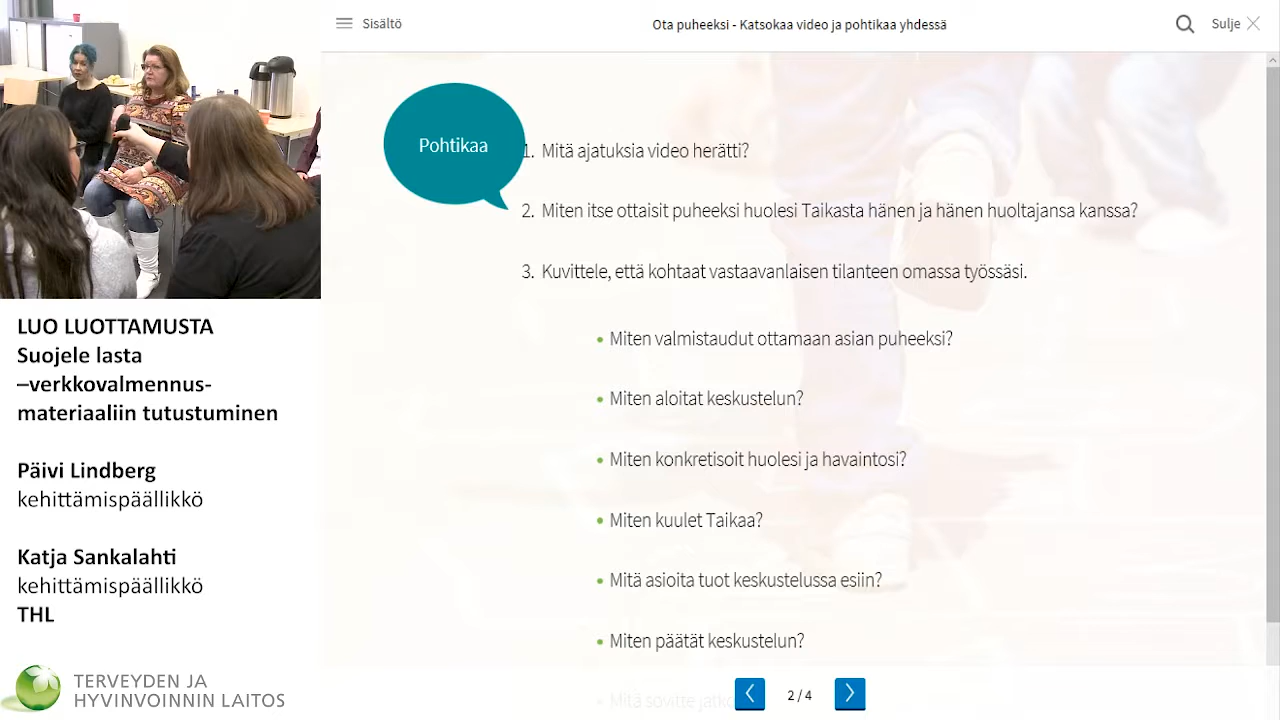 Sisältö
Ota puheeksi - Katsokaa video ja pohtikaa yhdessä
Sulje
Pohtikaa
1. Mitä ajatuksia video herätti?
2. Miten itse ottaisit puheeksi huolesi Taikasta hänen ja hänen huoltajansa kanssa?
3. Kuvittele, että kohtaat vastaavanlaisen tilanteen omassa työssäsi.
• Miten valmistaudut ottamaan asian puheeksi?
• Miten aloitat keskustelun?
• Miten konkretisoit huolesi ja havaintosi?
• Miten kuulet Taikaa?
• Mitä asioita tuot keskustelussa esiin?
• Miten päätät keskustelun?
• Mitä sovitte
2 / 4
LUO LUOTTAMUSTA
Suojele lasta
–verkkovalmennus-
materiaaliin tutustuminen
Päivi Lindberg
kehittämispäällikkö
Katja Sankalahti
kehittämispäällikkö
THL
TERVEYDEN JA
HYVINVOINNIN LAITOS